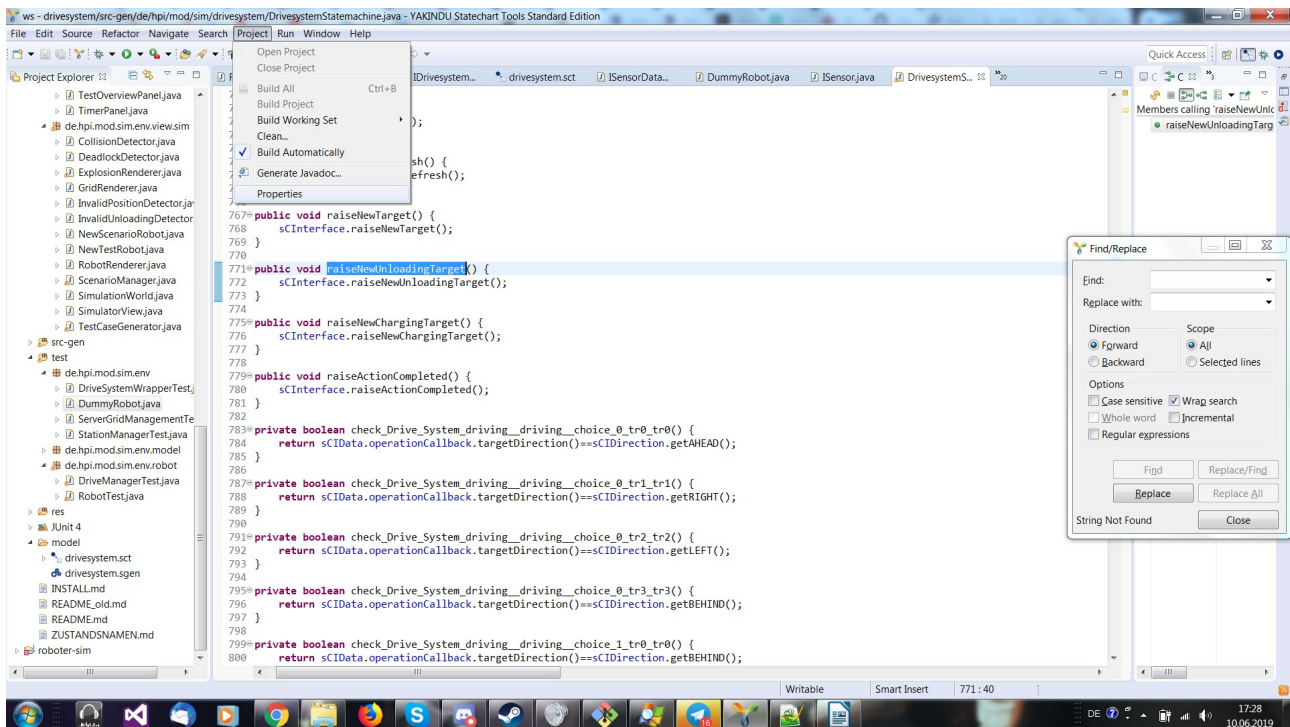 ws - drivesystem/src-gen/de/hpi/mod/sim/drivesystem/DrivesystemStatemachine.java - YAKINDU Statechart Tools Standard Edition
File Edit Source Refactor Navigate Search Project Run Window Help
Quick Access
Open Project
Close Project
Build All Ctrl+B
Build Project
Build Working Set
Clean...
Build Automatically
Generate Javadoc...
Properties
Project Explorer
TestOverviewPanel.java
TimerPanel.java
de.hpi.mod.sim.env.view.sim
CollisionDetector.java
DeadlockDetector.java
ExplosionRenderer.java
GridRenderer.java
InvalidPositionDetector.jav
InvalidUnloadingDetector
NewScenarioRobot.java
NewTestRobot.java
RobotRenderer.java
ScenarioManager.java
SimulationWorld.java
SimulatorView.java
TestCaseGenerator.java
src-gen
test
de.hpi.mod.sim.env
DriveSystemWrapperTest.j
DummyRobot.java
ServerGridManagementTe
StationManagerTest.java
de.hpi.mod.sim.env.model
de.hpi.mod.sim.env.robot
DriveManagerTest.java
RobotTest.java
res
JUnit 4
model
drivesystem.sct
drivesystem.sgen
INSTALL.md
README_old.md
README.md
ZUSTANDSNAMEN.md
roboter-sim
IDrivesystem... drivesystem.sct ISensorData... DummyRobot.java ISensor.java DrivesystemS... 20
);
sh() {
efresh();
767 public void raiseNewTarget() {
768 sCInterface.raiseNewTarget();
769 }
770
771 public void raiseNewUnloadingTarget() {
772 sCInterface.raiseNewUnloadingTarget();
773 }
774
775 public void raiseNewChargingTarget() {
776 sCInterface.raiseNewChargingTarget();
777 }
778
779 public void raiseActionCompleted() {
780 sCInterface.raiseActionCompleted();
781 }
782
783 private boolean check_Drive_System_driving__driving__choice_0_tr0_tr0() {
784 return sCIData.operationCallback.targetDirection()==sCIDirection.getAHEAD();
785 }
786
787 private boolean check_Drive_System_driving__driving__choice_0_tr1_tr1() {
788 return sCIData.operationCallback.targetDirection()==sCIDirection.getRIGHT();
789 }
790
791 private boolean check_Drive_System_driving__driving__choice_0_tr2_tr2() {
792 return sCIData.operationCallback.targetDirection()==sCIDirection.getLEFT();
793 }
794
795 private boolean check_Drive_System_driving__driving__choice_0_tr3_tr3() {
796 return sCIData.operationCallback.targetDirection()==sCIDirection.getBEHIND();
797 }
798
799 private boolean check_Drive_System_driving__driving__choice_1_tr0_tr0() {
800 return sCIData.operationCallback.targetDirection()==sCIDirection.getBEHIND();
Members calling 'raiseNewUnlc
raiseNewUnloadingTarg
Find/Replace
Find:
Replace with:
Direction Scope
Forward All
Backward Selected lines
Options
Case sensitive Wrap search
Whole word Incremental
Regular expressions
Find Replace/Find
Replace Replace All
String Not Found Close
Writable Smart Insert 771 : 40
DE 17:28
10.06.2019